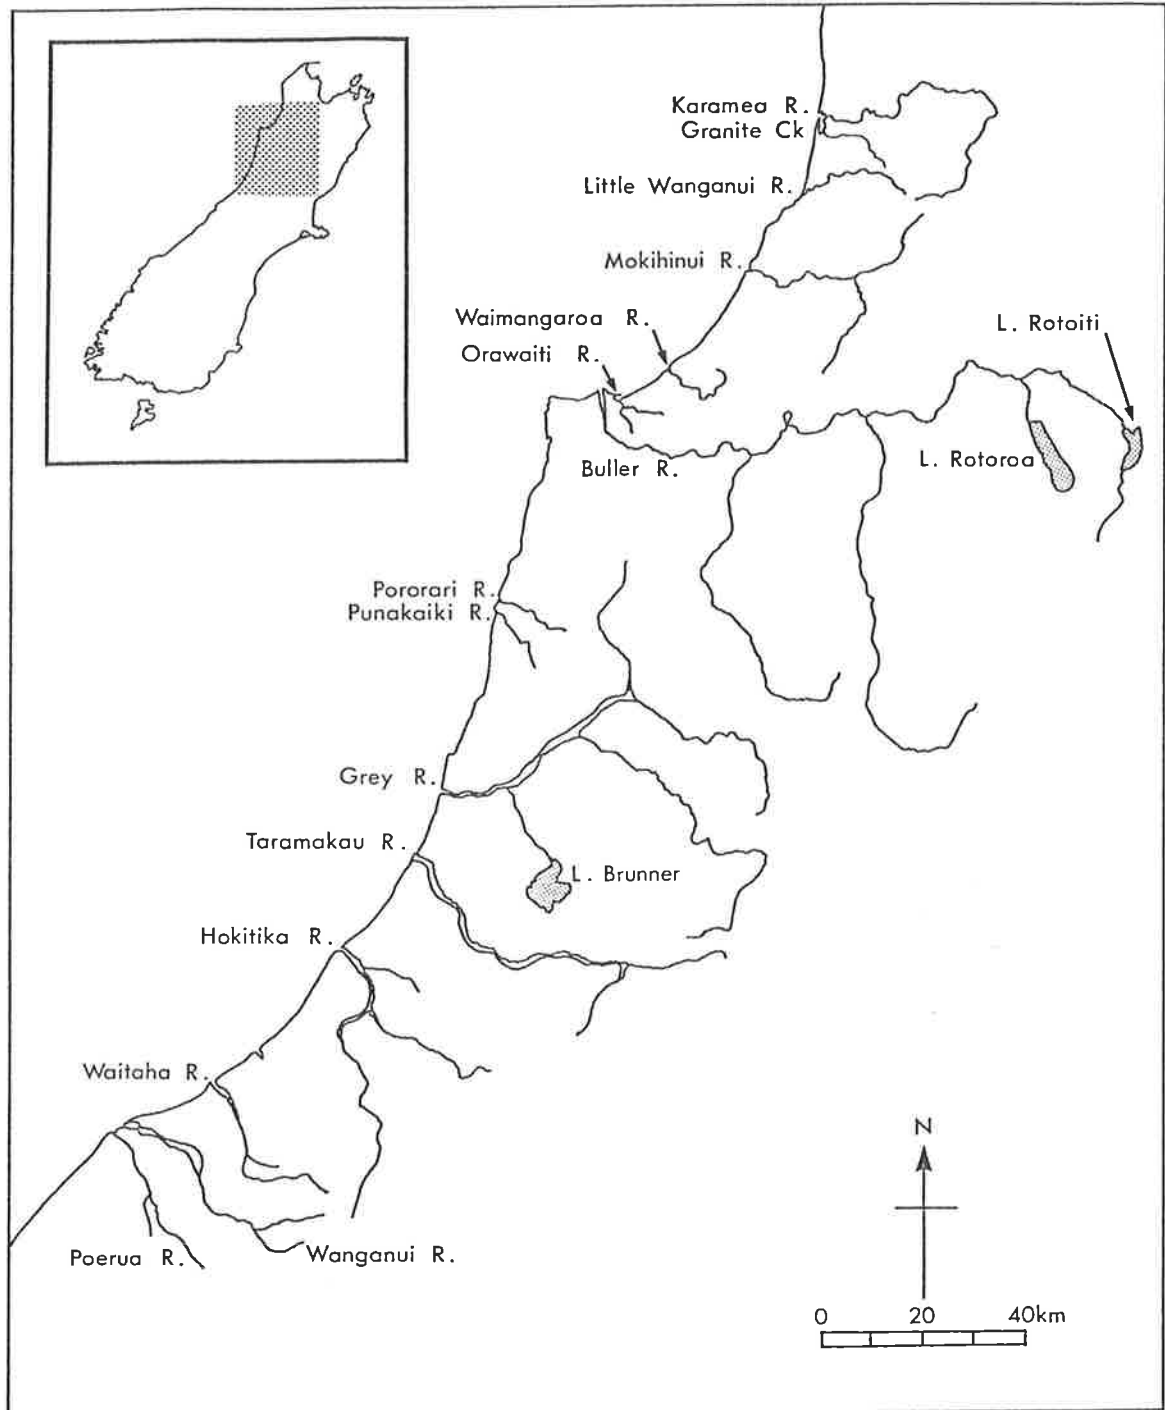 Karamea R.
Granite Ck
Little Wanganui R.
Mokihinui R.
Waimangaroa R.
L. Rotoiti
Orawaiti R.
L. Rotoroa
Buller R.
Pororari R.
Punakaiki R.
Grey R.
Taramakau R.
L. Brunner
Hokitika R.
Waitaha R.
N
Poerua R.
Wanganui R.
0 20 40km